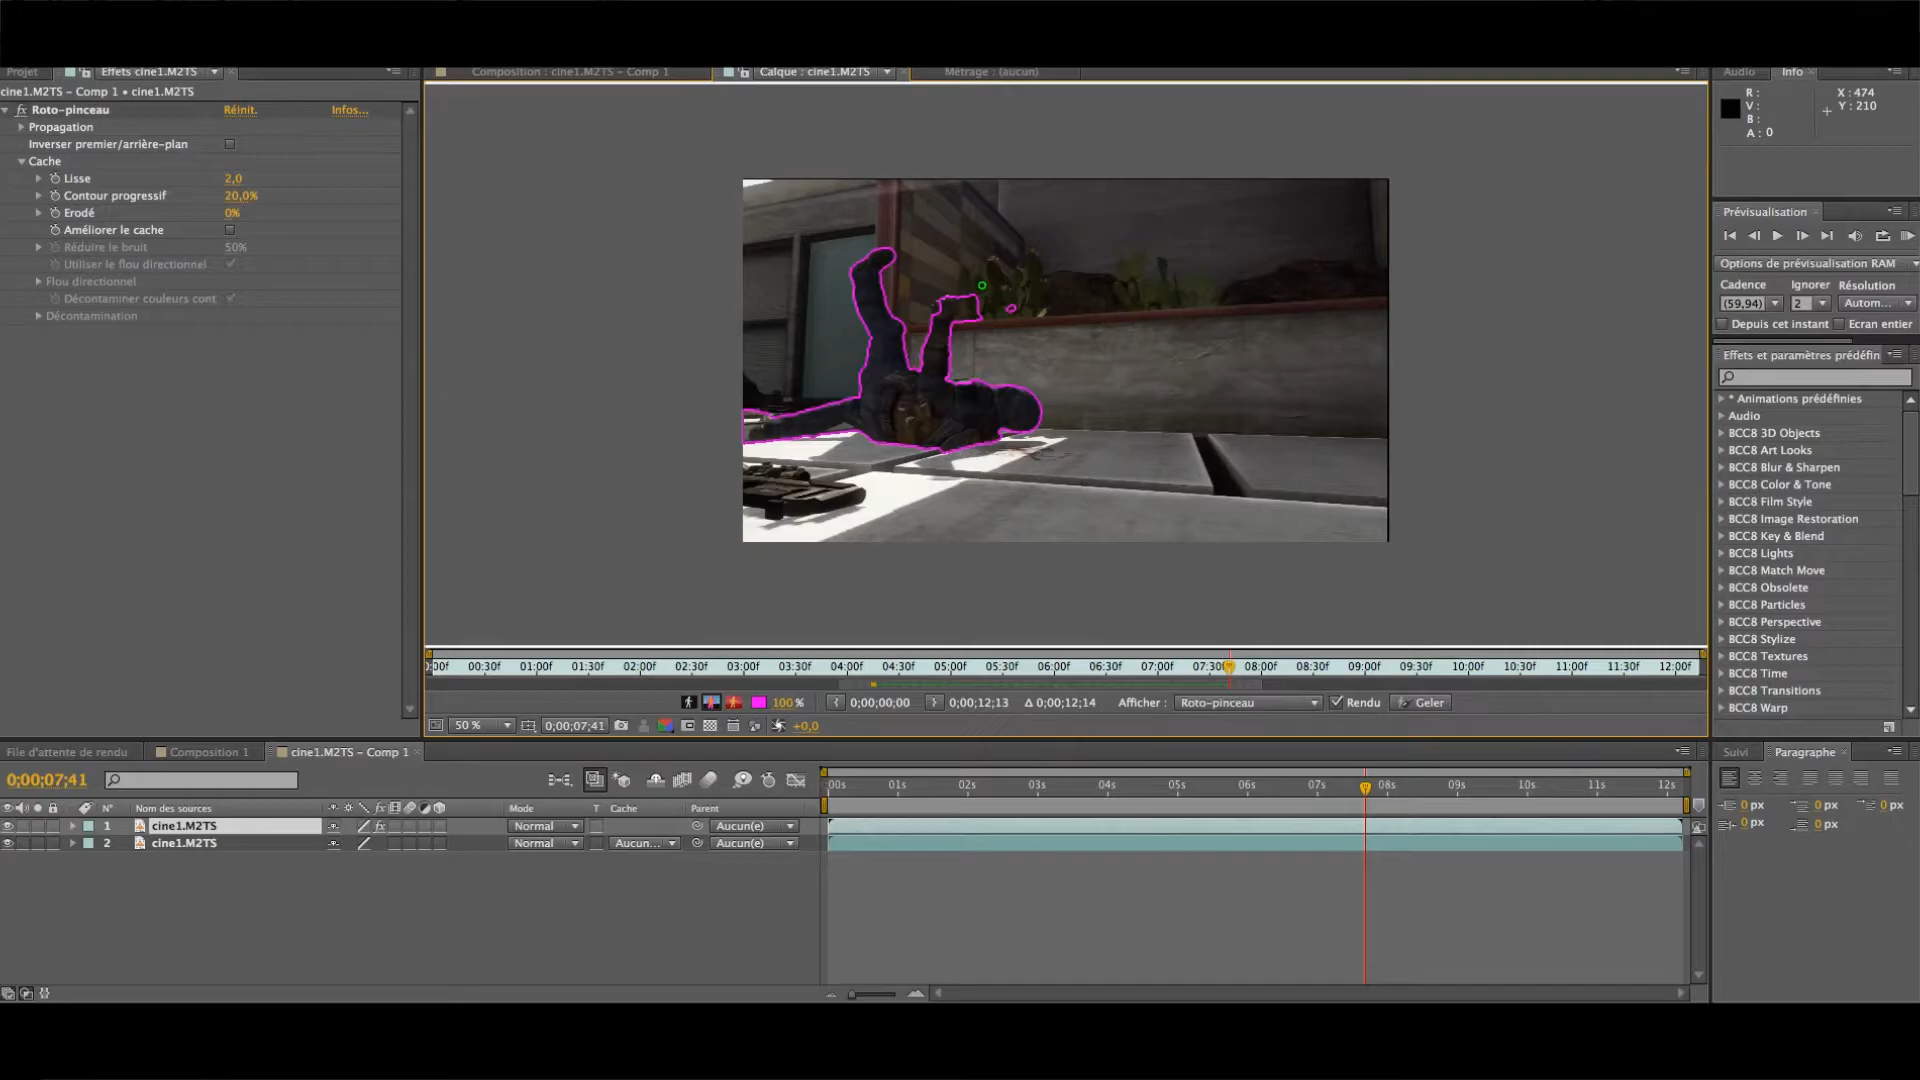 Projet
Effets cine1.M2TS
Composition : cine1.M2TS – Comp 1
Calque : cine1.M2TS
Métrage : (aucun)
Audio
Info
cine1.M2TS – Comp 1 • cine1.M2TS
R :
V :
B :
A : 0
X : 474
Y : 210
fx Roto-pinceau
Réinit.
Infos...
Propagation
Inverser premier/arrière-plan
Cache
Lisse
2,0
Contour progressif
20,0%
Erodé
0%
Améliorer le cache
Réduire le bruit
50%
Utiliser le flou directionnel
Flou directionnel
Décontaminer couleurs cont
Décontamination
Prévisualisation
Options de prévisualisation RAM
Cadence
Ignorer
Résolution
(59,94)
2
Autom...
Depuis cet instant
Ecran entier
Effets et paramètres prédéfin
* Animations prédéfinies
Audio
BCC8 3D Objects
BCC8 Art Looks
BCC8 Blur & Sharpen
BCC8 Color & Tone
BCC8 Film Style
BCC8 Image Restoration
BCC8 Key & Blend
BCC8 Lights
BCC8 Match Move
BCC8 Obsolete
BCC8 Particles
BCC8 Perspective
BCC8 Stylize
BCC8 Textures
BCC8 Time
BCC8 Transitions
BCC8 Warp
:00f 00:30f 01:00f 01:30f 02:00f 02:30f 03:00f 03:30f 04:00f 04:30f 05:00f 05:30f 06:00f 06:30f 07:00f 07:30f 08:00f 08:30f 09:00f 09:30f 10:00f 10:30f 11:00f 11:30f 12:00f
100 %
0;00;00;00
0;00;12;13
Δ 0;00;12;14
Afficher :
Roto-pinceau
Rendu
Geler
50 %
0;00;07;41
+0,0
File d'attente de rendu
Composition 1
cine1.M2TS – Comp 1
Suivi
Paragraphe
0;00;07;41
:00s 01s 02s 03s 04s 05s 06s 07s 08s 09s 10s 11s 12s
N°
Nom des sources
fx
Mode
T
Cache
Parent
1
cine1.M2TS
fx
Normal
Aucun(e)
2
cine1.M2TS
Normal
Aucun...
Aucun(e)
0 px
0 px
0 px
0 px
0 px